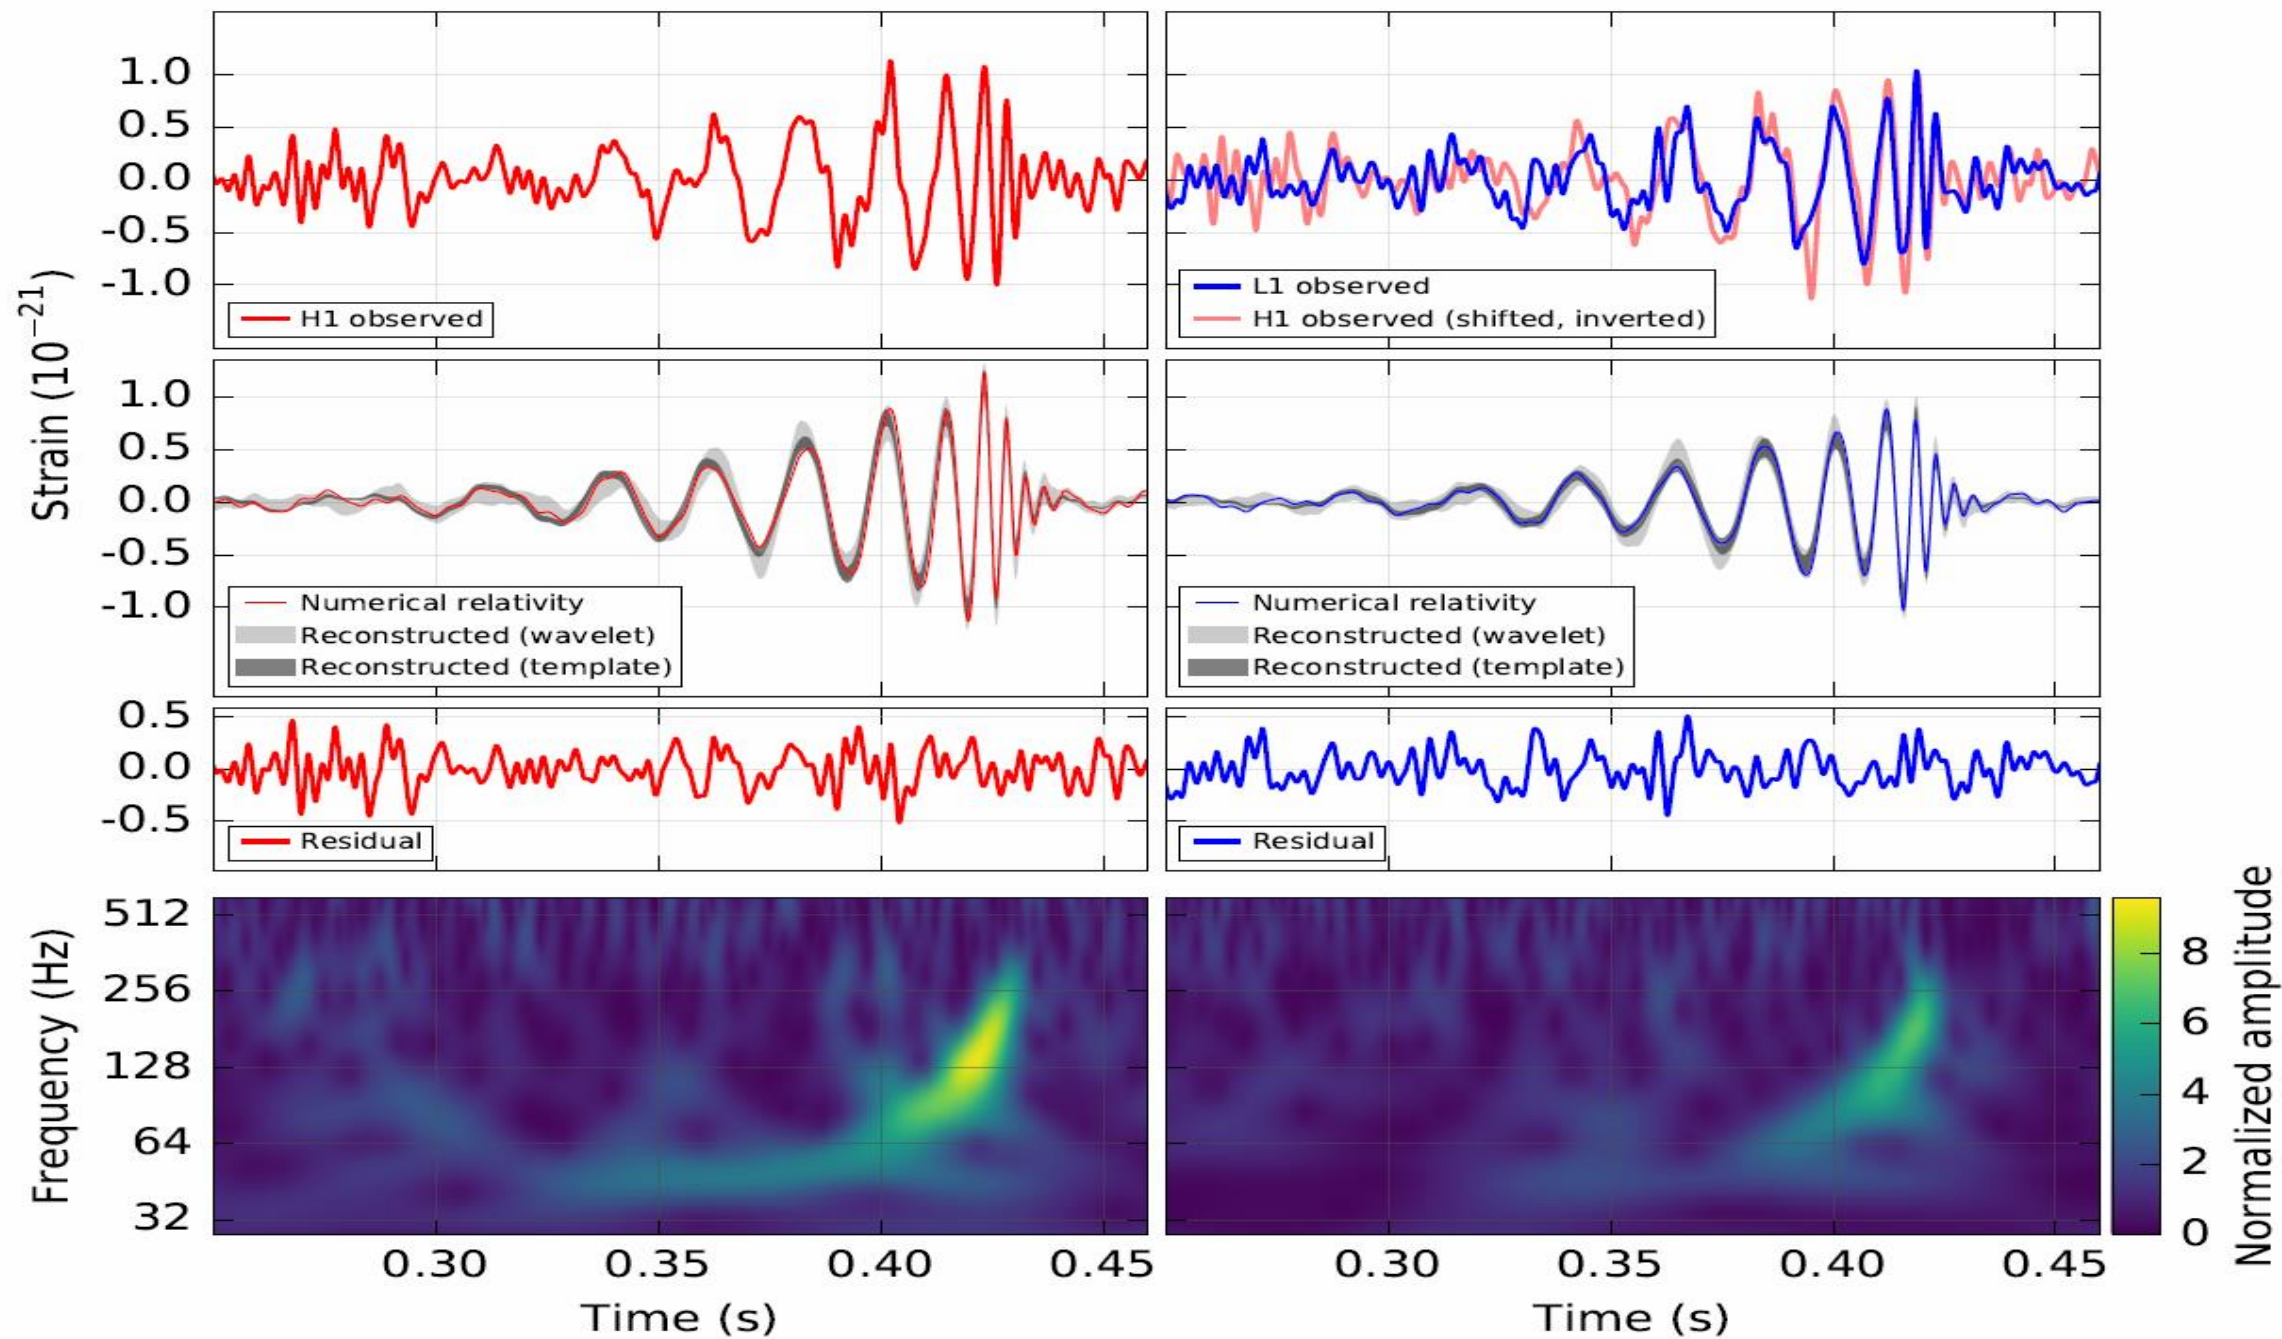 1.0
0.5
0.0
-0.5
-1.0
H1 observed
L1 observed
H1 observed (shifted, inverted)
Strain (10⁻²¹)
1.0
0.5
0.0
-0.5
-1.0
Numerical relativity
Reconstructed (wavelet)
Reconstructed (template)
Numerical relativity
Reconstructed (wavelet)
Reconstructed (template)
0.5
0.0
-0.5
Residual
Residual
Frequency (Hz)
512
256
128
64
32
8
6
4
2
0
Normalized amplitude
0.30 0.35 0.40 0.45
0.30 0.35 0.40 0.45
Time (s)
Time (s)